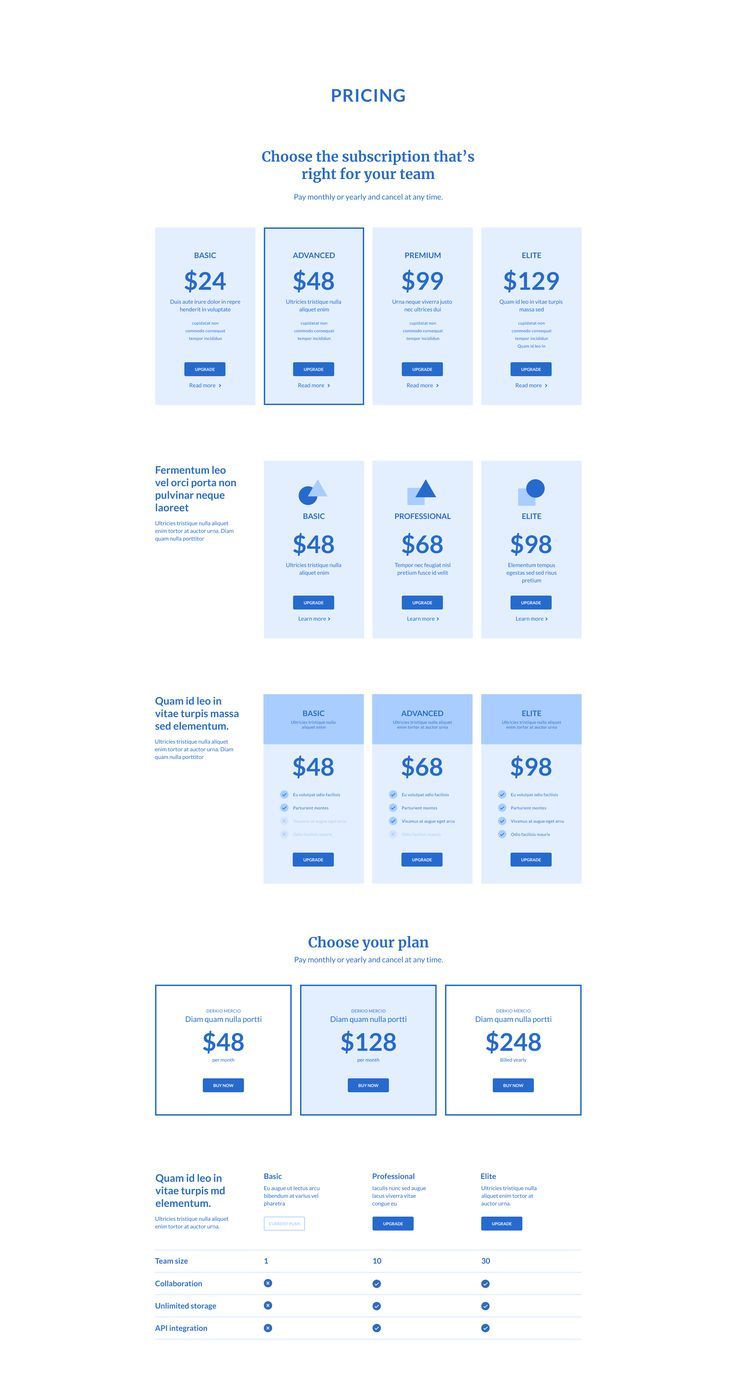 PRICING
Choose the subscription that's
right for your team
Pay monthly or yearly and cancel at any time.
BASIC
$24
Duis aute irure dolor in repre
henderit in voluptate
cupidatat non
commodo consequat
tempor incididun
UPGRADE
Read more ›
ADVANCED
$48
Ultricies tristique nulla
aliquet enim
cupidatat non
commodo consequat
tempor incididun
UPGRADE
Read more ›
PREMIUM
$99
Urna neque viverra justo
nec ultrices dui
cupidatat non
commodo consequat
tempor incididun
UPGRADE
Read more ›
ELITE
$129
Quam id leo in vitae turpis
massa sed
cupidatat non
commodo consequat
tempor incididun
Quam id leo in
UPGRADE
Read more ›
Fermentum leo
vel orci porta non
pulvinar neque
laoreet
Ultricies tristique nulla aliquet
enim tortor at auctor urna. Diam
quam nulla porttitor
BASIC
$48
Ultricies tristique nulla
aliquet enim
UPGRADE
Learn more ›
PROFESSIONAL
$68
Tempor nec feugiat nisl
pretium fusce id velit
UPGRADE
Learn more ›
ELITE
$98
Elementum tempus
egestas sed sed risus
pretium
UPGRADE
Learn more ›
Quam id leo in
vitae turpis massa
sed elementum.
Ultricies tristique nulla aliquet
enim tortor at auctor urna. Diam
quam nulla porttitor
BASIC
Ultricies tristique nulla
aliquet enim
$48
Eu volutpat odio facilisis
Parturient montes
Vivamus at augue eget arcu
Odio facilisis mauris
UPGRADE
ADVANCED
Ultricies tristique nulla aliquet
enim tortor at auctor urna
$68
Eu volutpat odio facilisis
Parturient montes
Vivamus at augue eget arcu
Odio facilisis mauris
UPGRADE
ELITE
Ultricies tristique nulla aliquet
enim tortor at auctor urna
$98
Eu volutpat odio facilisis
Parturient montes
Vivamus at augue eget arcu
Odio facilisis mauris
UPGRADE
Choose your plan
Pay monthly or yearly and cancel at any time.
DERKIO MERCIO
Diam quam nulla portti
$48
per month
BUY NOW
DERKIO MERCIO
Diam quam nulla portti
$128
per month
BUY NOW
DERKIO MERCIO
Diam quam nulla portti
$248
Billed yearly
BUY NOW
Quam id leo in
vitae turpis md
elementum.
Ultricies tristique nulla aliquet
enim tortor at auctor urna.
Basic
Eu augue ut lectus arcu
bibendum at varius vel
pharetra
CURRENT PLAN
Professional
Iaculis nunc sed augue
lacus viverra vitae
congue eu
UPGRADE
Elite
Ultricies tristique nulla
aliquet enim tortor at
auctor urna.
UPGRADE
Team size 1 10 30
Collaboration
Unlimited storage
API integration